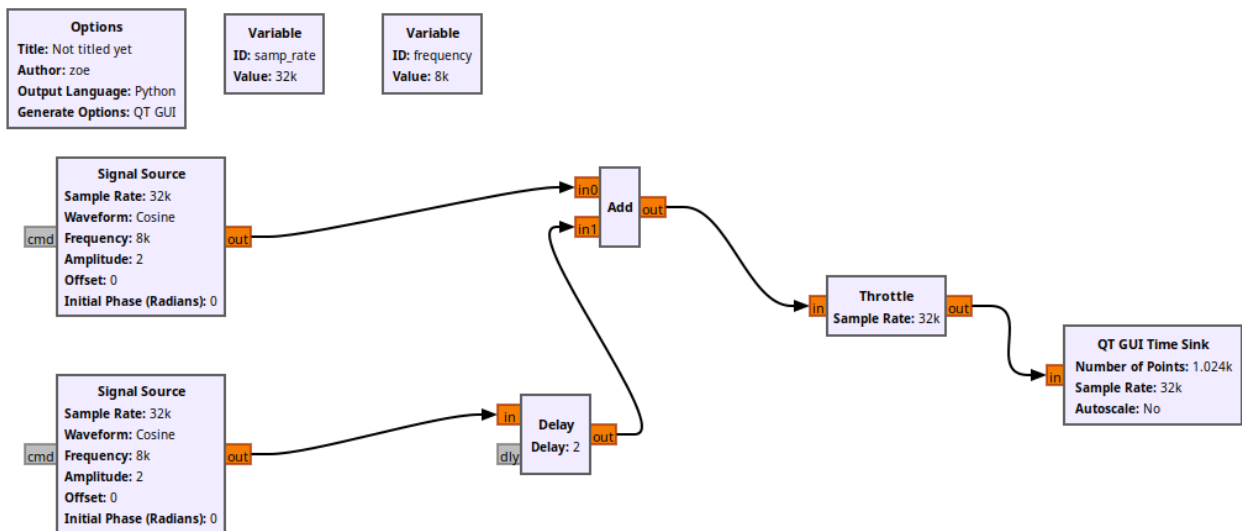 Options
Title: Not titled yet
Author: zoe
Output Language: Python
Generate Options: QT GUI
Variable
ID: samp_rate
Value: 32k
Variable
ID: frequency
Value: 8k
Signal Source
Sample Rate: 32k
Waveform: Cosine
Frequency: 8k
Amplitude: 2
Offset: 0
Initial Phase (Radians): 0
cmd
out
in0
in1
Add
out
in
Throttle
Sample Rate: 32k
out
in
QT GUI Time Sink
Number of Points: 1.024k
Sample Rate: 32k
Autoscale: No
Signal Source
Sample Rate: 32k
Waveform: Cosine
Frequency: 8k
Amplitude: 2
Offset: 0
Initial Phase (Radians): 0
cmd
out
in
dly
Delay
Delay: 2
out